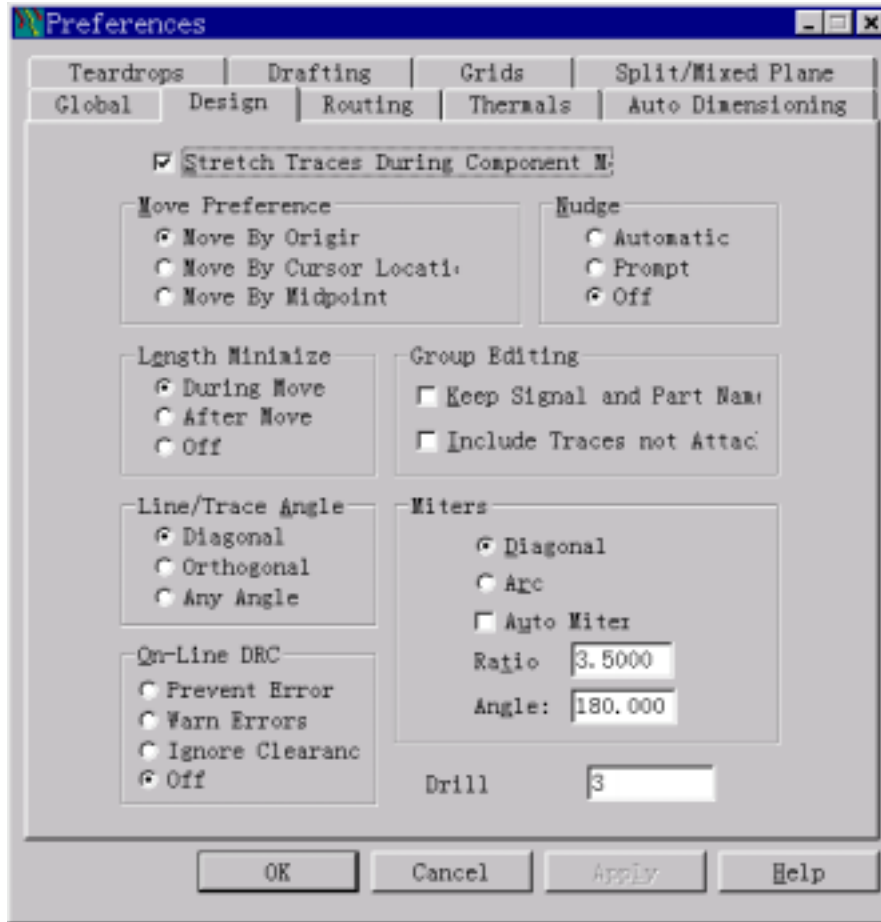 Preferences
Teardrops Drafting Grids Split/Mixed Plane
Global Design Routing Thermals Auto Dimensioning
Stretch Traces During Component M
Move Preference
Move By Origin
Move By Cursor Locati
Move By Midpoint
Nudge
Automatic
Prompt
Off
Length Minimize
During Move
After Move
Off
Group Editing
Keep Signal and Part Name
Include Traces not Attac
Line/Trace Angle
Diagonal
Orthogonal
Any Angle
Miters
Diagonal
Arc
Auto Miter
Ratio 3.5000
Angle: 180.000
On-Line DRC
Prevent Error
Warn Errors
Ignore Clearanc
Off
Drill 3
OK Cancel Apply Help